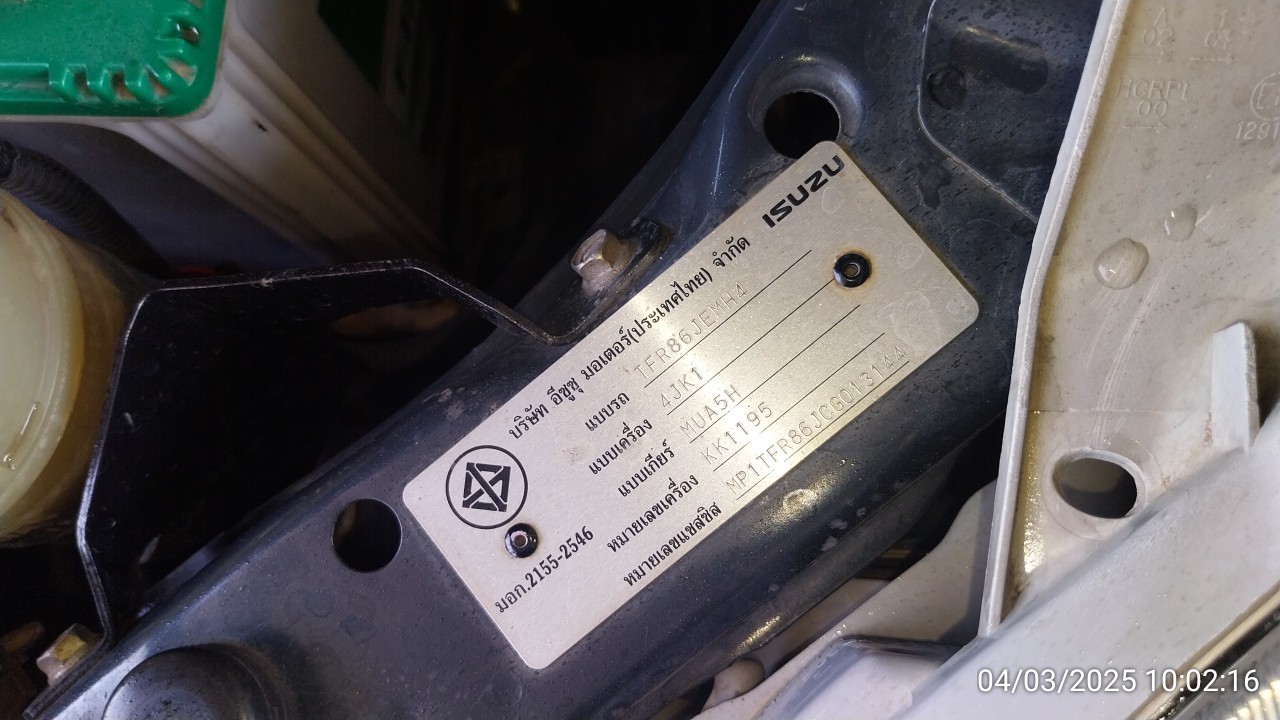 ISUZU
บริษัท อีซูซุ มอเตอร์(ประเทศไทย) จำกัด
แบบรถ TFR86JEMH4
แบบเครื่อง 4JK1
แบบเกียร์ MUA5H
หมายเลขเครื่อง KK1195
หมายเลขแชสซีส MP1TFR86JCG013144
มอก.2155-2546
HCRPL
00
04/03/2025 10:02:16